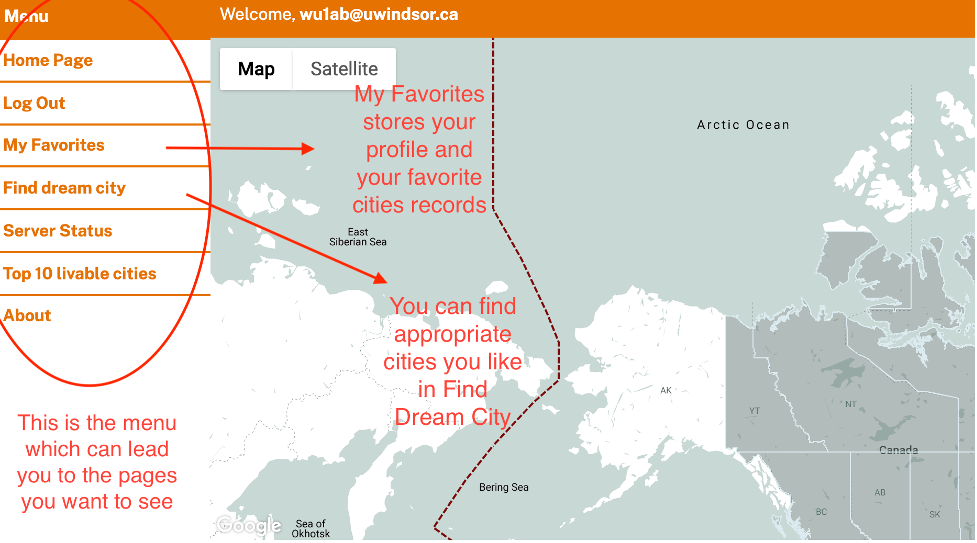 Menu
Welcome, wu1ab@uwindsor.ca
Home Page
Log Out
My Favorites
Find dream city
Server Status
Top 10 livable cities
About
Map
Satellite
My Favorites
stores your
profile and
your favorite
cities records
You can find
appropriate
cities you like
in Find
Dream City
This is the menu
which can lead
you to the pages
you want to see
Arctic Ocean
East
Siberian Sea
AK
YT
NT
Canada
Bering Sea
AB
BC
SK
Google
Sea of
Okhotsk